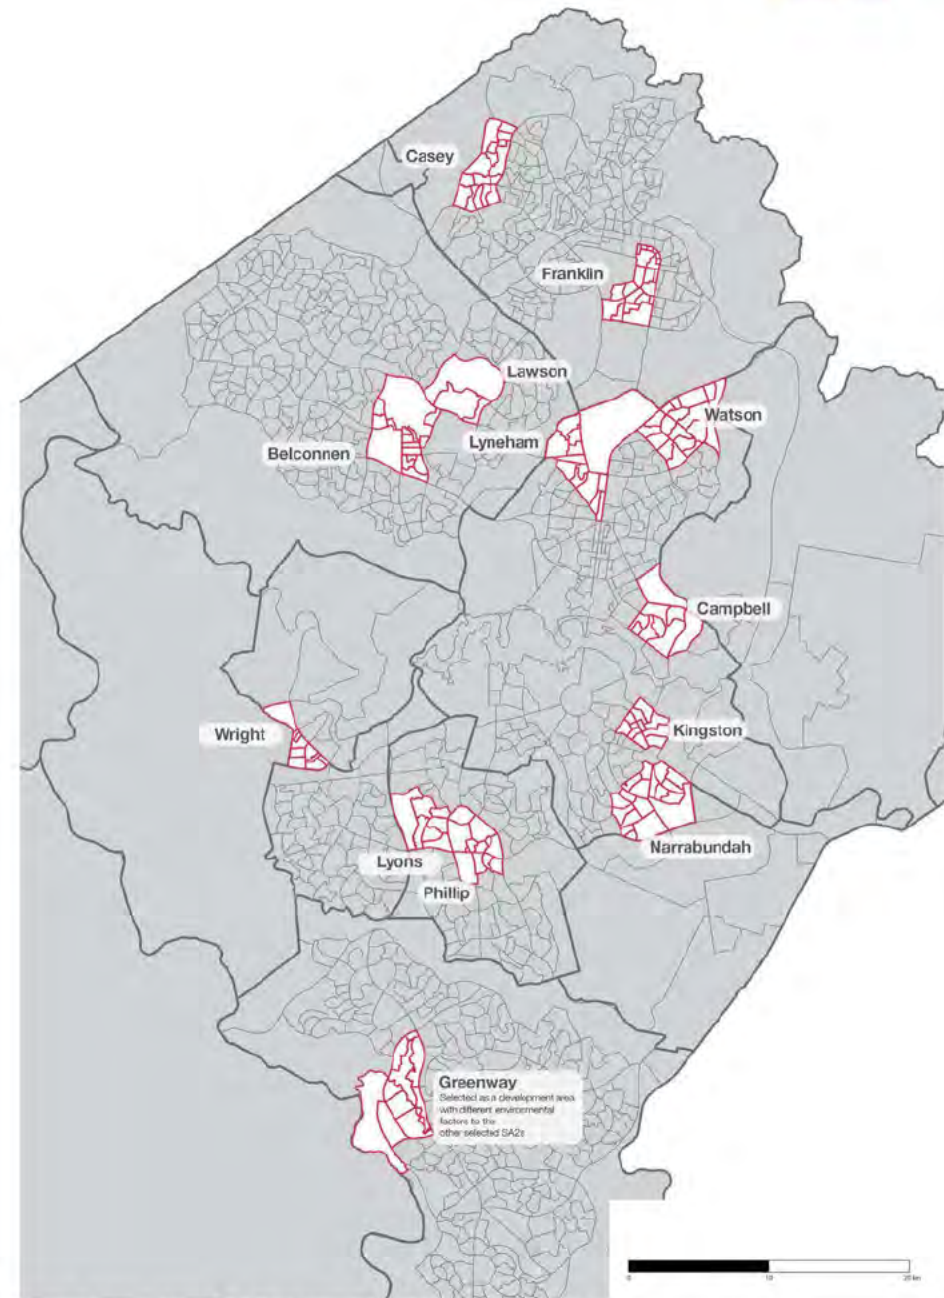 Casey
Franklin
Lawson
Watson
Lyneham
Belconnen
Campbell
Wright
Kingston
Narrabundah
Lyons
Phillip
Greenway
Selected as a development area
with different environmental
factors to the
other selected SA2s
0 10 20 km